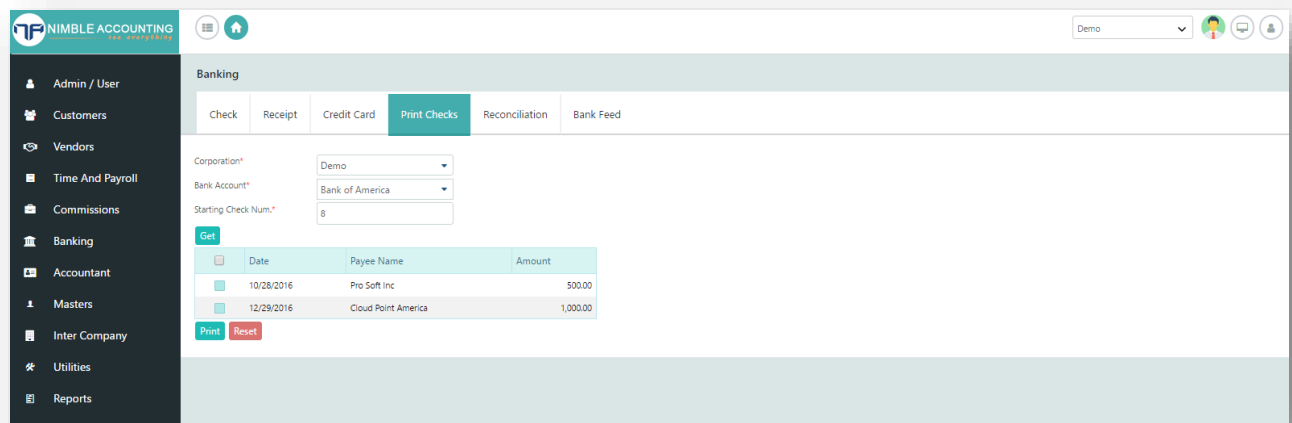 NIMBLE ACCOUNTING
see everything
Demo
Admin / User
Customers
Vendors
Time And Payroll
Commissions
Banking
Accountant
Masters
Inter Company
Utilities
Reports
Banking
Check Receipt Credit Card Print Checks Reconciliation Bank Feed
Corporation* Demo
Bank Account* Bank of America
Starting Check Num.* 8
Get
Date Payee Name Amount
10/28/2016 Pro Soft Inc 500.00
12/29/2016 Cloud Point America 1,000.00
Print Reset